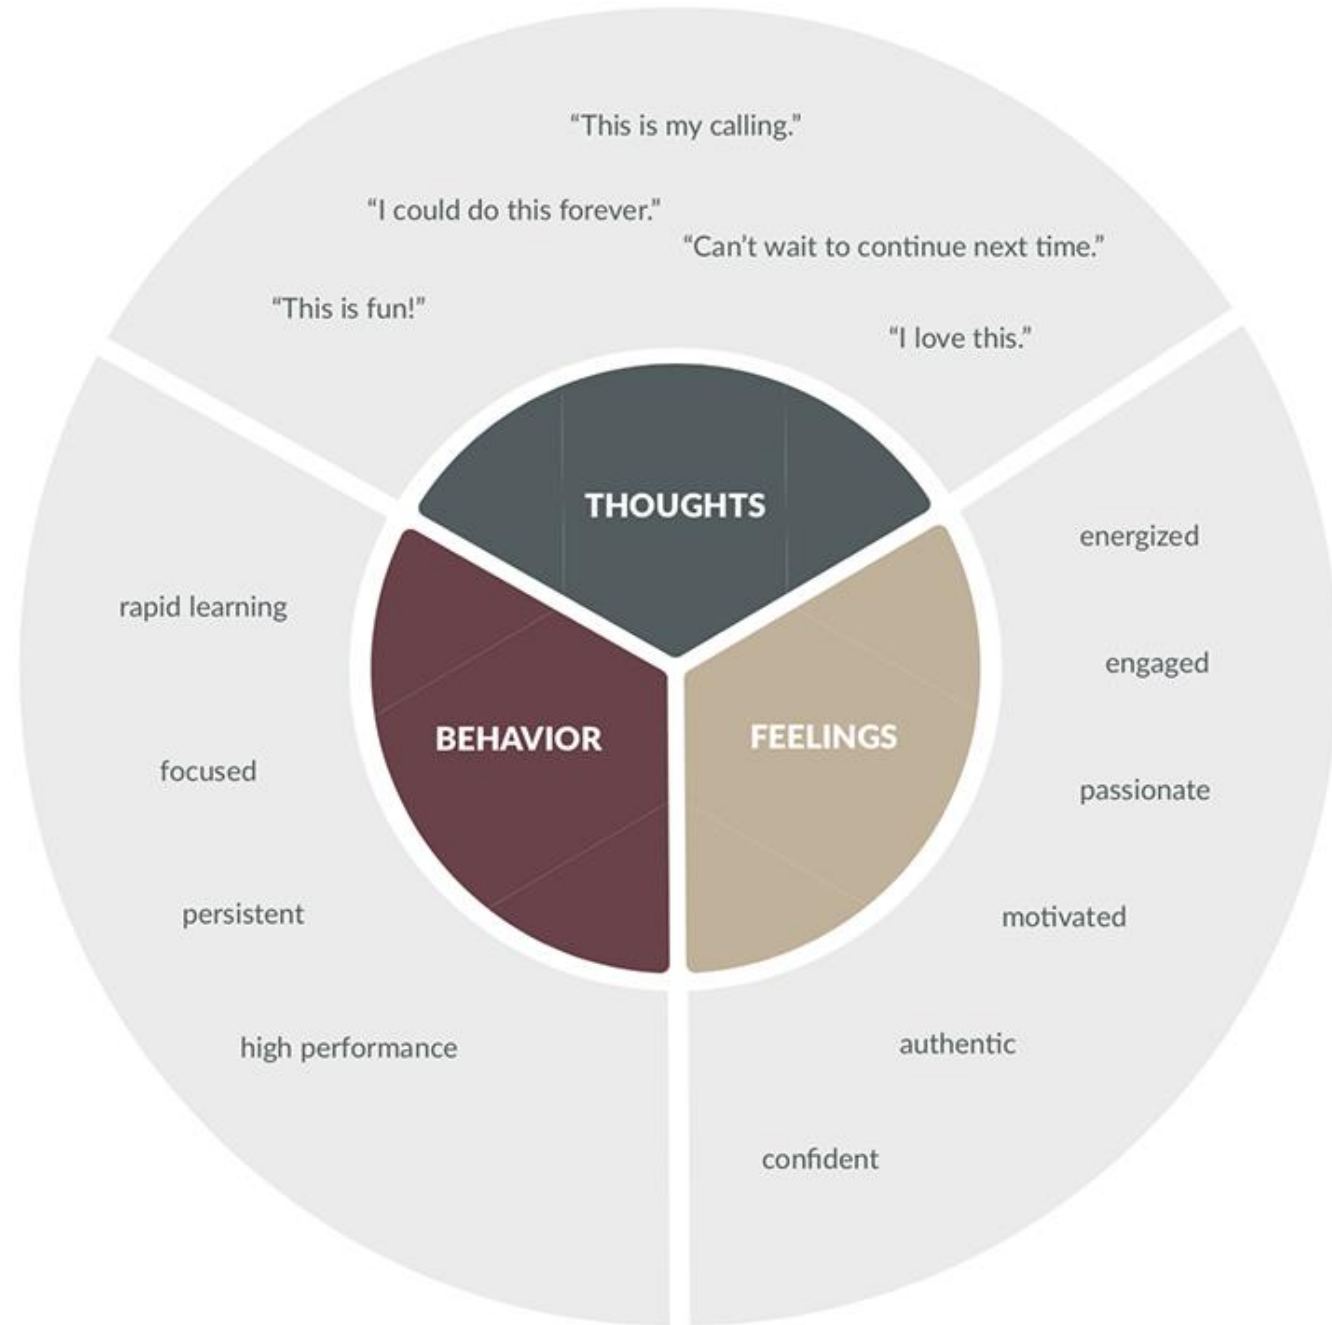 “This is my calling.”
“I could do this forever.”
“Can’t wait to continue next time.”
“This is fun!”
“I love this.”
THOUGHTS
BEHAVIOR
FEELINGS
rapid learning
focused
persistent
high performance
energized
engaged
passionate
motivated
authentic
confident